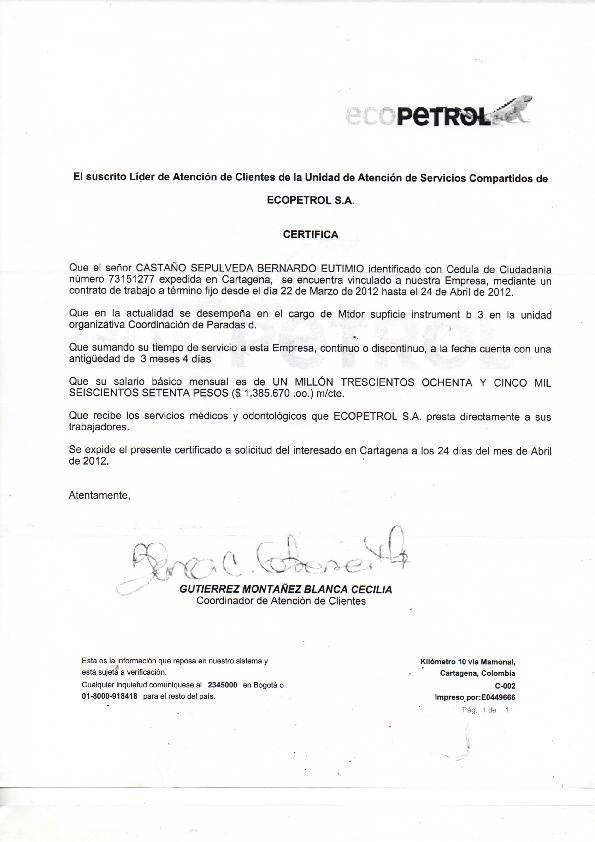 ecoPETROL
El suscrito Líder de Atención de Clientes de la Unidad de Atención de Servicios Compartidos de
ECOPETROL S.A.
CERTIFICA
Que el señor CASTAÑO SEPULVEDA BERNARDO EUTIMIO identificado con Cedula de Ciudadania
número 73151277 expedida en Cartagena, se encuentra vinculado a nuestra Empresa, mediante un
contrato de trabajo a término fijo desde el día 22 de Marzo de 2012 hasta el 24 de Abril de 2012.
Que en la actualidad se desempeña en el cargo de Mtdor supficie instrument b 3 en la unidad
organizativa Coordinación de Paradas d.
Que sumando su tiempo de servicio a esta Empresa, continuo o discontinuo, a la fecha cuenta con una
antigüedad de 3 meses 4 días
Que su salario básico mensual es de UN MILLÓN TRESCIENTOS OCHENTA Y CINCO MIL
SEISCIENTOS SETENTA PESOS ($ 1.385.670 .oo.) m/cte.
Que recibe los servicios médicos y odontológicos que ECOPETROL S.A. presta directamente a sus
trabajadores.
Se expide el presente certificado a solicitud del interesado en Cartagena a los 24 días del mes de Abril
de 2012.
Atentamente,
GUTIERREZ MONTAÑEZ BLANCA CECILIA
Coordinador de Atención de Clientes
Esta es la información que reposa en nuestro sistema y
está sujeta a verificación.
Cualquier inquietud comuníquese al 2345000 en Bogotá o
01-8000-918418 para el resto del país.
Kilómetro 10 vía Mamonal,
Cartagena, Colombia
C-002
Impreso por:E0449666
Pág: 1 de 1